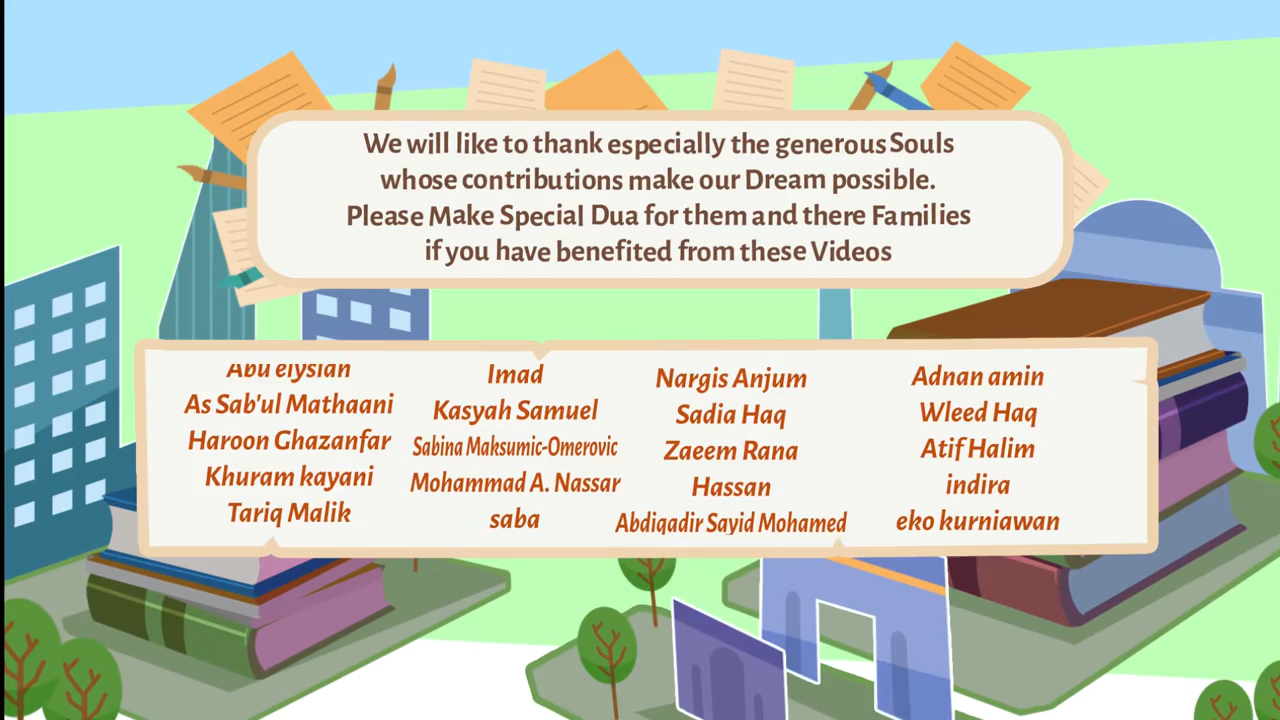 We will like to thank especially the generous Souls
whose contributions make our Dream possible.
Please Make Special Dua for them and there Families
if you have benefited from these Videos
Abu elysian
As Sab'ul Mathaani
Haroon Ghazanfar
Khuram kayani
Tariq Malik
Imad
Kasyah Samuel
Sabina Maksumic-Omerovic
Mohammad A. Nassar
saba
Nargis Anjum
Sadia Haq
Zaeem Rana
Hassan
Abdiqadir Sayid Mohamed
Adnan amin
Wleed Haq
Atif Halim
indira
eko kurniawan